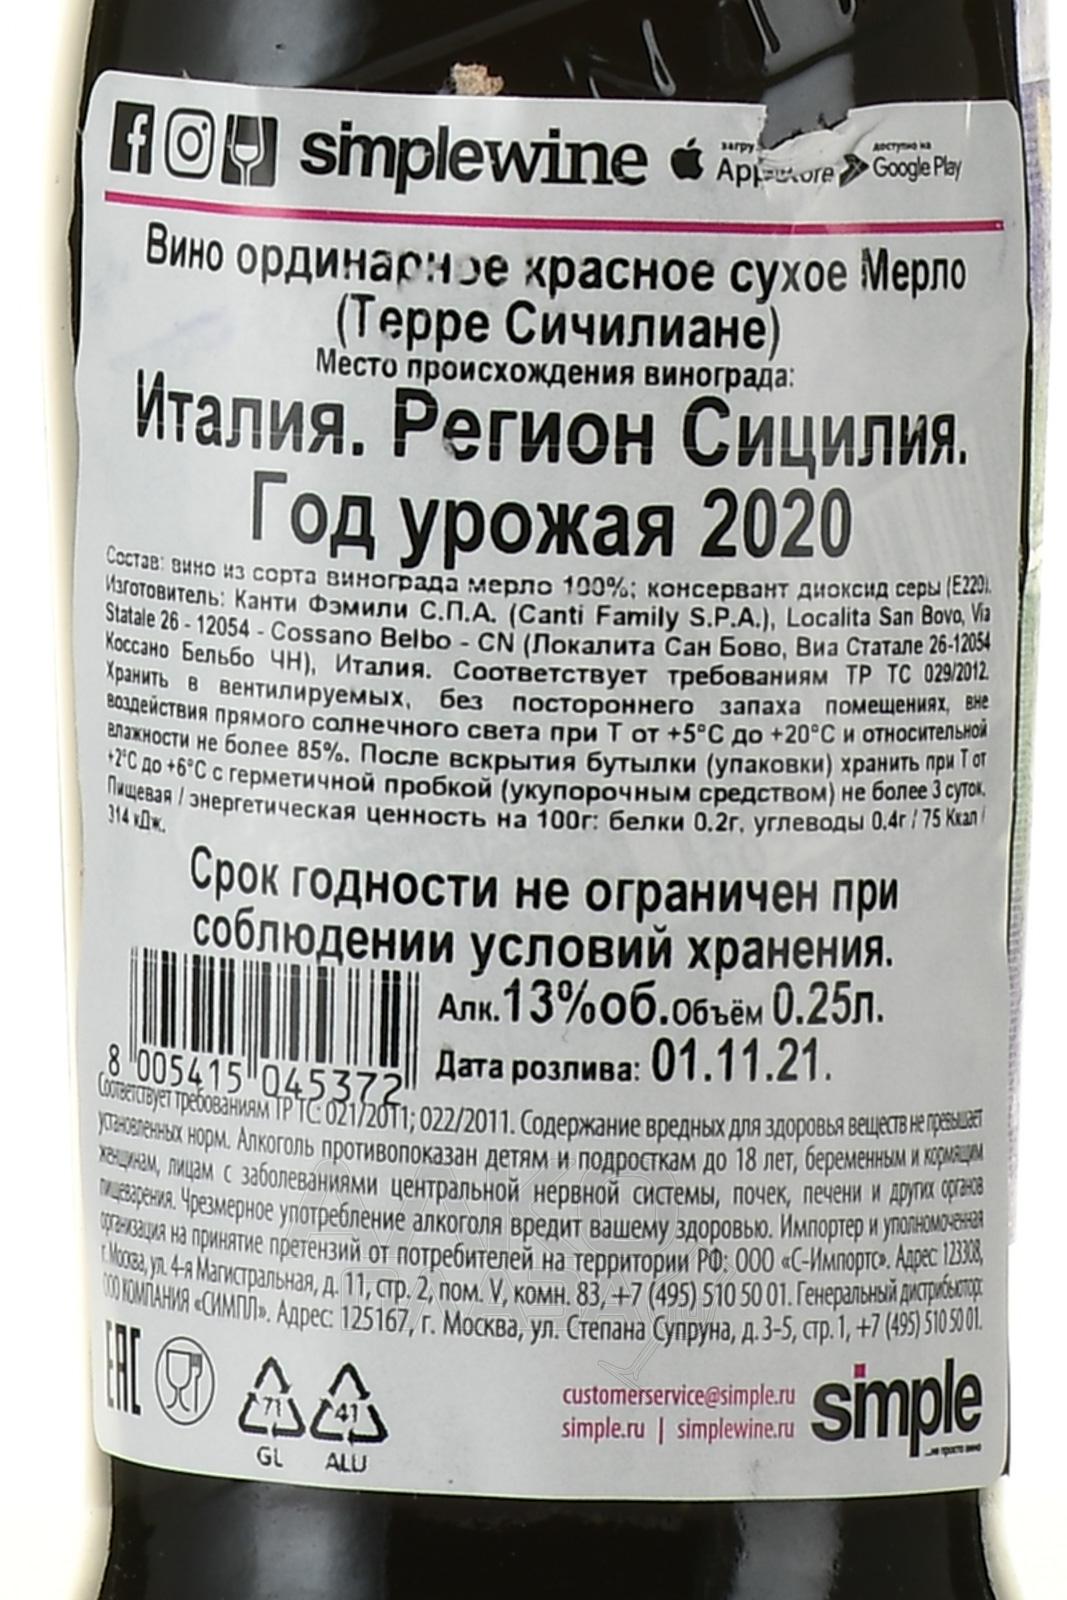 simplewine App Store доступно на Google Play
Вино ординарное красное сухое Мерло
(Терре Сичилиане)
Место происхождения винограда:
Италия. Регион Сицилия.
Год урожая 2020
Состав: вино из сорта винограда мерло 100%; консервант диоксид серы (E220).
Изготовитель: Канти Фэмили С.П.А. (Canti Family S.P.A.), Localita San Bovo, Via
Statale 26 - 12054 - Cossano Belbo - CN (Локалита Сан Бово, Виа Статале 26-12054
Коссано Бельбо ЧН), Италия. Соответствует требованиям ТР ТС 029/2012.
Хранить в вентилируемых, без постороннего запаха помещениях, вне
воздействия прямого солнечного света при Т от +5°С до +20°С и относительной
влажности не более 85%. После вскрытия бутылки (упаковки) хранить при Т от
+2°С до +6°С с герметичной пробкой (укупорочным средством) не более 3 суток.
Пищевая / энергетическая ценность на 100г: белки 0.2г, углеводы 0.4г / 75 Ккал /
314 кДж.
Срок годности не ограничен при
соблюдении условий хранения.
Алк.13%об.Объём 0.25л.
Дата розлива: 01.11.21.
8 005415 045372
Соответствует требованиям ТР ТС: 021/2011; 022/2011. Содержание вредных для здоровья веществ не превышает
установленных норм. Алкоголь противопоказан детям и подросткам до 18 лет, беременным и кормящим
женщинам, лицам с заболеваниями центральной нервной системы, почек, печени и других органов
пищеварения. Чрезмерное употребление алкоголя вредит вашему здоровью. Импортер и уполномоченная
организация на принятие претензий от потребителей на территории РФ: ООО «С-Импортс». Адрес: 123308,
г. Москва, ул. 4-я Магистральная, д. 11, стр. 2, пом. V, комн. 83, +7 (495) 510 50 01. Генеральный дистрибьютор:
ООО КОМПАНИЯ «СИМПЛ». Адрес: 125167, г. Москва, ул. Степана Супруна, д. 3-5, стр. 1, +7 (495) 510 50 01.
EAC
71 41
GL ALU
customerservice@simple.ru
simple.ru | simplewine.ru
simple
...не просто вино